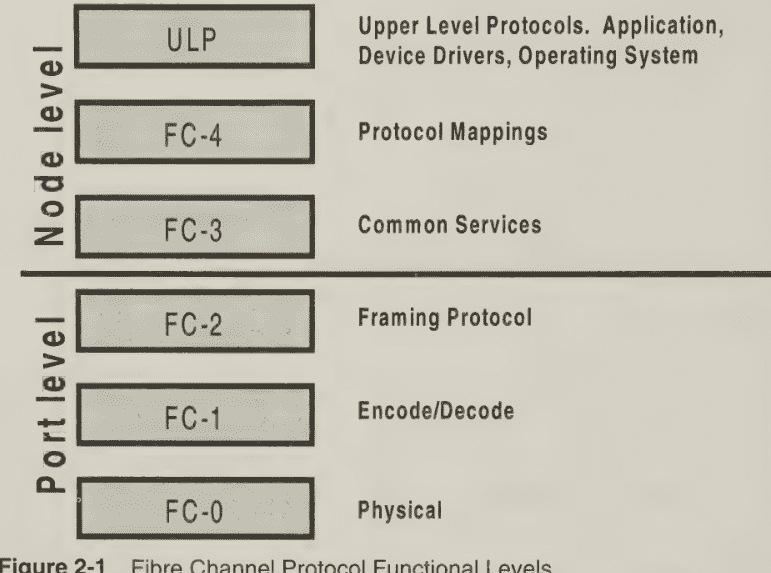 Node level
ULP
Upper Level Protocols. Application,
Device Drivers, Operating System
FC-4
Protocol Mappings
FC-3
Common Services
Port level
FC-2
Framing Protocol
FC-1
Encode/Decode
FC-0
Physical
Figure 2-1 Fibre Channel Protocol Functional Levels